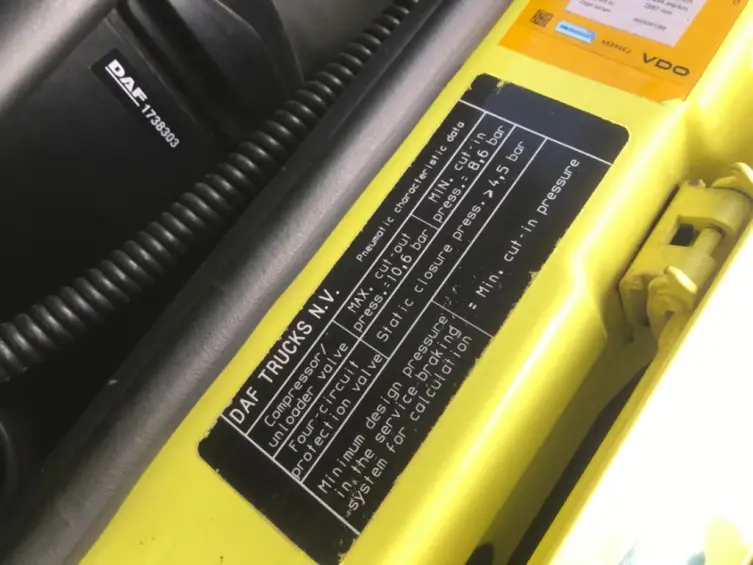 DAF
1738303
VDO
DAF TRUCKS N.V.
Pneumatic characteristic data
Compressor/
unloader valve
MAX. cut-out
press.=10,6 bar
MIN. cut-in
press.= 8,6 bar
Four-circuit
protection valve
Static closure press.≥4,5 bar
Minimum design pressure
in the service braking
system for calculation
= Min. cut-in pressure